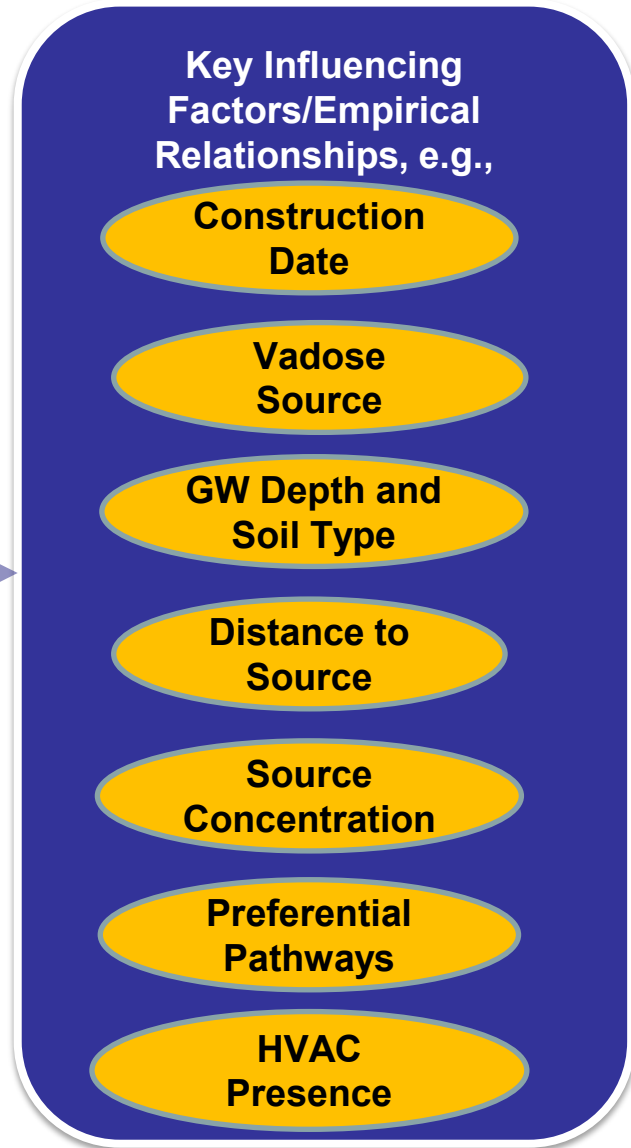 Key Influencing
Factors/Empirical
Relationships, e.g.,
Construction
Date
Vadose
Source
GW Depth and
Soil Type
Distance to
Source
Source
Concentration
Preferential
Pathways
HVAC
Presence